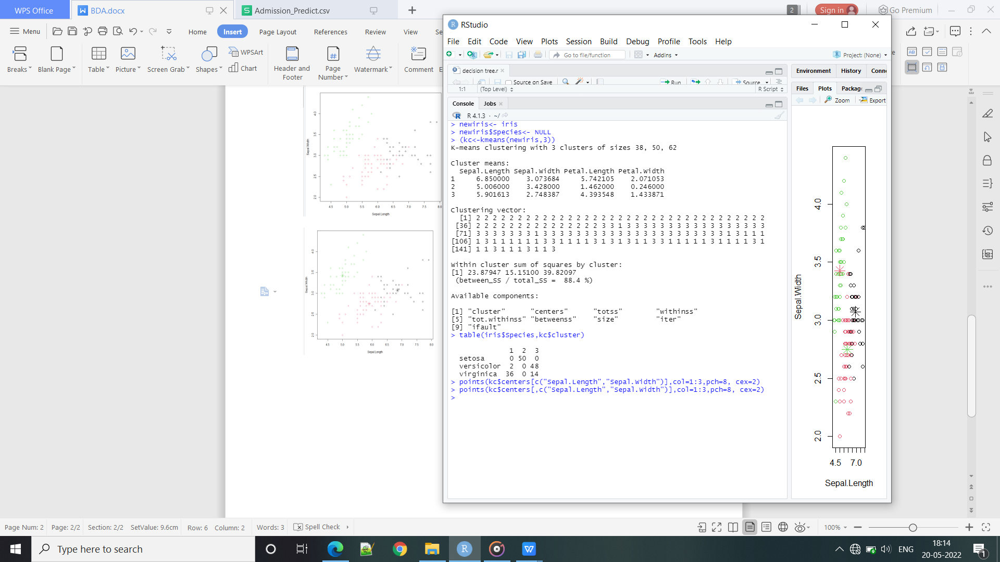 WPS Office
BDA.docx
Admission_Predict.csv
2
Sign in
Go Premium
Menu
Home
Insert
Page Layout
References
Review
View
Se
Breaks
Blank Page
Table
Picture
Screen Grab
Shapes
WPSArt
Chart
Header and Footer
Page Number
Watermark
Comment
RStudio
File Edit Code View Plots Session Build Debug Profile Tools Help
Go to file/function
Addins
Project: (None)
decision tree.r
Source on Save
Run
Source
1:1
(Top Level)
R Script
Console
Jobs
R 4.1.3 · ~/
> newiris<- iris
> newiris$Species<- NULL
> (kc<-kmeans(newiris,3))
K-means clustering with 3 clusters of sizes 38, 50, 62
Cluster means:
Sepal.Length Sepal.Width Petal.Length Petal.Width
1 6.850000 3.073684 5.742105 2.071053
2 5.006000 3.428000 1.462000 0.246000
3 5.901613 2.748387 4.393548 1.433871
Clustering vector:
[1] 2 2 2 2 2 2 2 2 2 2 2 2 2 2 2 2 2 2 2 2 2 2 2 2 2 2 2 2 2 2 2 2 2 2 2
[36] 2 2 2 2 2 2 2 2 2 2 2 2 2 2 2 3 3 1 3 3 3 3 3 3 3 3 3 3 3 3 3 3 3 3 3
[71] 3 3 3 3 3 3 3 1 3 3 3 3 3 3 3 3 3 3 3 3 3 3 3 3 3 3 3 3 3 3 1 3 1 1 1
[106] 1 3 1 1 1 1 1 1 3 3 1 1 1 1 3 1 3 1 3 1 1 3 3 1 1 1 1 1 3 1 1 1 1 3 1
[141] 1 1 3 1 1 1 3 1 1 3
Within cluster sum of squares by cluster:
[1] 23.87947 15.15100 39.82097
(between_SS / total_SS = 88.4 %)
Available components:
[1] "cluster" "centers" "totss" "withinss"
[5] "tot.withinss" "betweenss" "size" "iter"
[9] "ifault"
> table(iris$Species,kc$cluster)
1 2 3
setosa 0 50 0
versicolor 2 0 48
virginica 36 0 14
> points(kc$centers[c("Sepal.Length","Sepal.Width")],col=1:3,pch=8, cex=2)
> points(kc$centers[,c("Sepal.Length","Sepal.Width")],col=1:3,pch=8, cex=2)
>
Environment
History
Conn
Files
Plots
Packag
Zoom
Export
4.0
3.5
3.0
2.5
2.0
Sepal.Width
4.5 7.0
Sepal.Length
4.0
3.5
3.0
2.5
2.0
Sepal.Width
4.5 5.0 5.5 6.0 6.5 7.0 7.5 8.0
Sepal.Length
4.0
3.5
3.0
2.5
2.0
Sepal.Width
4.5 5.0 5.5 6.0 6.5 7.0 7.5 8.0
Sepal.Length
Page Num: 2
Page: 2/2
Section: 2/2
SetValue: 9.6cm
Row: 6
Column: 2
Words: 3
Spell Check
100%
Type here to search
ENG
18:14
20-05-2022
1